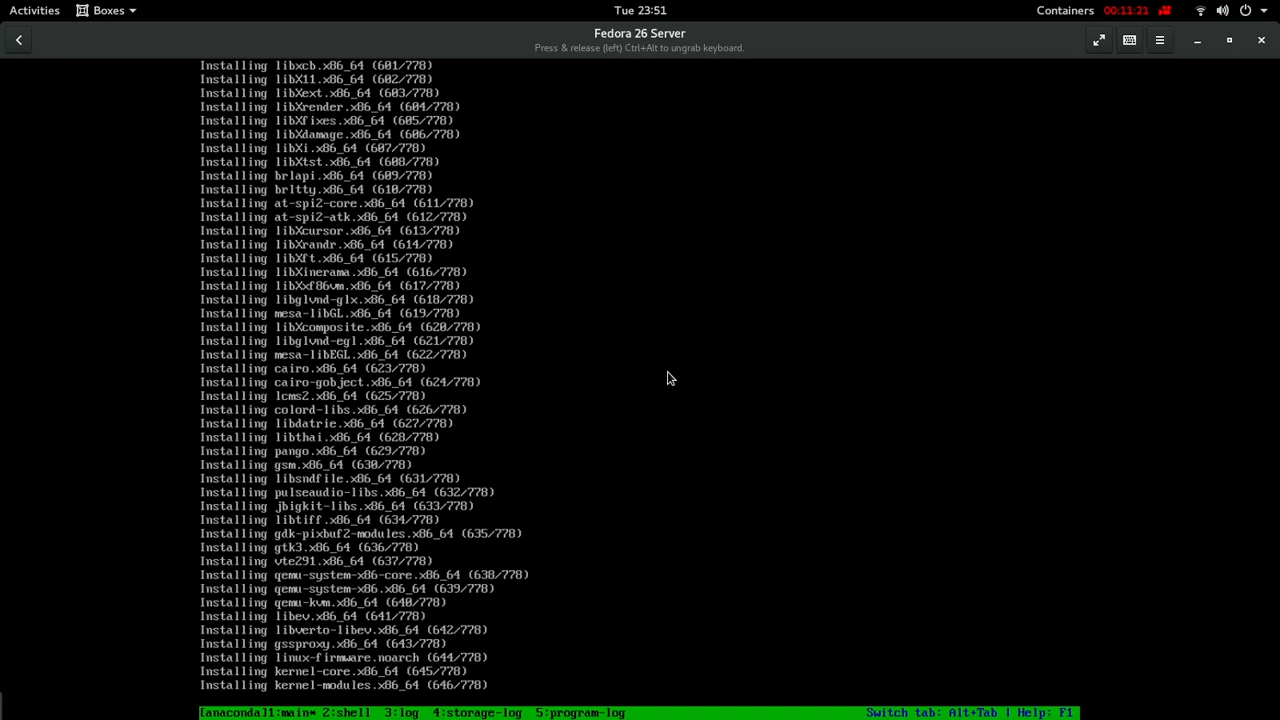 Activities Boxes Tue 23:51 Containers 00:11:21
Fedora 26 Server
Press & release (left) Ctrl+Alt to ungrab keyboard.
Installing libxcb.x86_64 (601/778)
Installing libX11.x86_64 (602/778)
Installing libXext.x86_64 (603/778)
Installing libXrender.x86_64 (604/778)
Installing libXfixes.x86_64 (605/778)
Installing libXdamage.x86_64 (606/778)
Installing libXi.x86_64 (607/778)
Installing libXtst.x86_64 (608/778)
Installing brlapi.x86_64 (609/778)
Installing brltty.x86_64 (610/778)
Installing at-spi2-core.x86_64 (611/778)
Installing at-spi2-atk.x86_64 (612/778)
Installing libXcursor.x86_64 (613/778)
Installing libXrandr.x86_64 (614/778)
Installing libXft.x86_64 (615/778)
Installing libXinerama.x86_64 (616/778)
Installing libXxf86vm.x86_64 (617/778)
Installing libglvnd-glx.x86_64 (618/778)
Installing mesa-libGL.x86_64 (619/778)
Installing libXcomposite.x86_64 (620/778)
Installing libglvnd-egl.x86_64 (621/778)
Installing mesa-libEGL.x86_64 (622/778)
Installing cairo.x86_64 (623/778)
Installing cairo-gobject.x86_64 (624/778)
Installing lcms2.x86_64 (625/778)
Installing colord-libs.x86_64 (626/778)
Installing libdatrie.x86_64 (627/778)
Installing libthai.x86_64 (628/778)
Installing pango.x86_64 (629/778)
Installing gsm.x86_64 (630/778)
Installing libsndfile.x86_64 (631/778)
Installing pulseaudio-libs.x86_64 (632/778)
Installing jbigkit-libs.x86_64 (633/778)
Installing libtiff.x86_64 (634/778)
Installing gdk-pixbuf2-modules.x86_64 (635/778)
Installing gtk3.x86_64 (636/778)
Installing vte291.x86_64 (637/778)
Installing qemu-system-x86-core.x86_64 (638/778)
Installing qemu-system-x86.x86_64 (639/778)
Installing qemu-kvm.x86_64 (640/778)
Installing libev.x86_64 (641/778)
Installing libverto-libev.x86_64 (642/778)
Installing gssproxy.x86_64 (643/778)
Installing linux-firmware.noarch (644/778)
Installing kernel-core.x86_64 (645/778)
Installing kernel-modules.x86_64 (646/778)
[anaconda]1:main* 2:shell 3:log 4:storage-log 5:program-log Switch tab: Alt+Tab | Help: F1